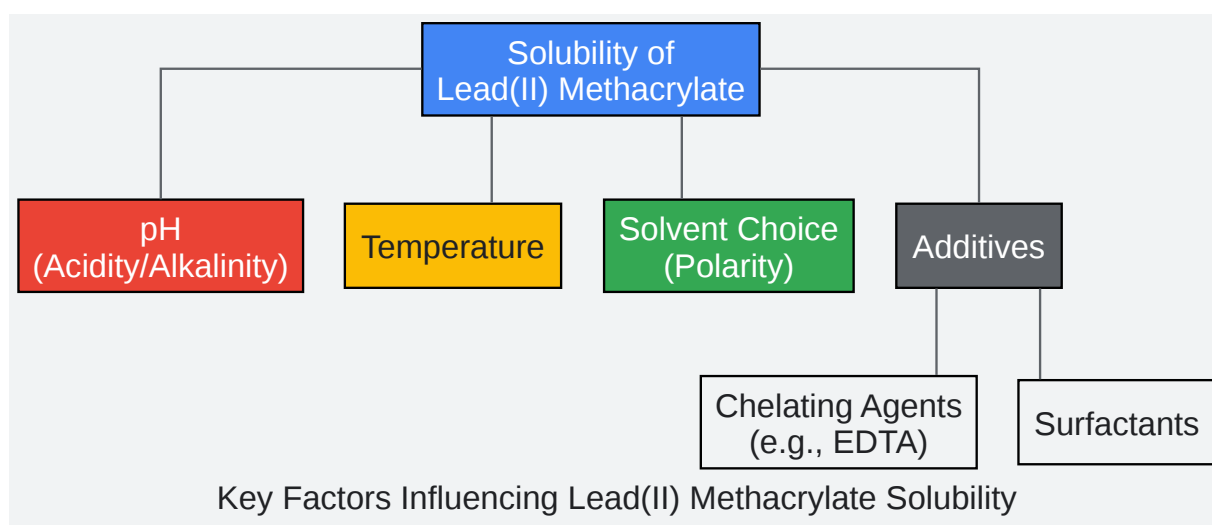 Solubility of
Lead(II) Methacrylate
pH
(Acidity/Alkalinity)
Temperature
Solvent Choice
(Polarity)
Additives
Chelating Agents
(e.g., EDTA)
Surfactants
Key Factors Influencing Lead(II) Methacrylate Solubility